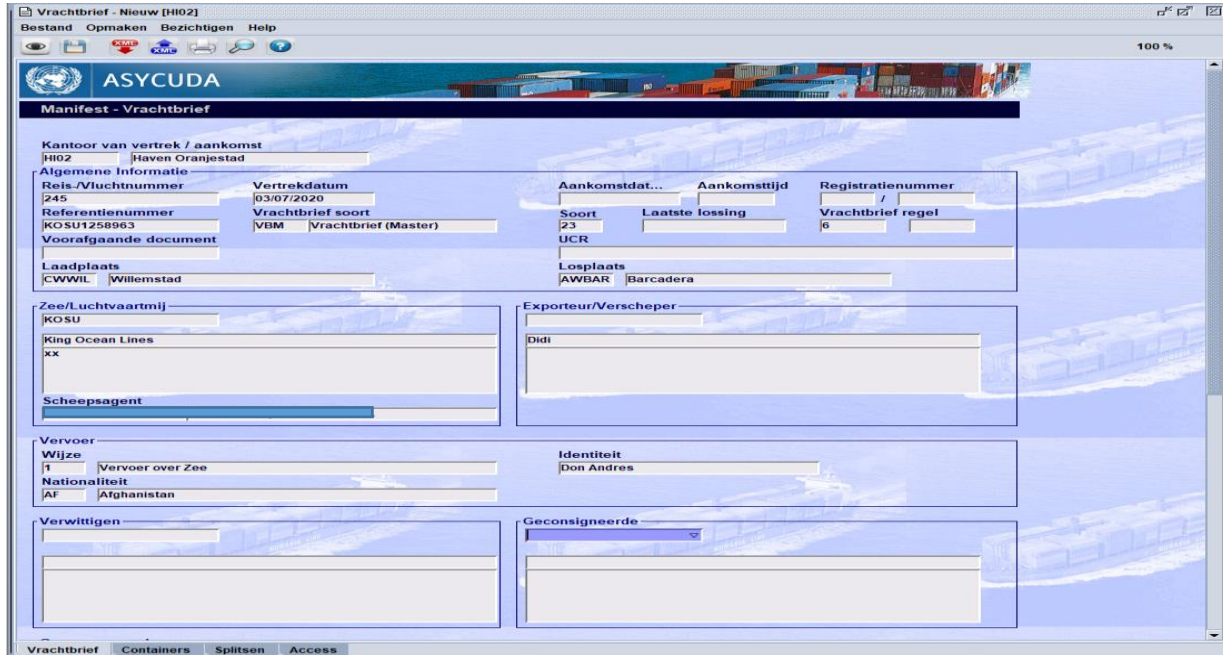 Vrachtbrief - Nieuw [HI02]
Bestand Opmaken Bezichtigen Help
XML XML 100 %
ASYCUDA
Manifest - Vrachtbrief
Kantoor van vertrek / aankomst
HI02 Haven Oranjestad
Algemene Informatie
Reis-/Vluchtnummer Vertrekdatum Aankomstdat... Aankomsttijd Registratienummer
245 03/07/2020 /
Referentienummer Vrachtbrief soort Soort Laatste lossing Vrachtbrief regel
KOSU1258963 VBM Vrachtbrief (Master) 23 6
Voorafgaande document UCR
Laadplaats Losplaats
CWWIL Willemstad AWBAR Barcadera
Zee/Luchtvaartmij Exporteur/Verscheper
KOSU
King Ocean Lines Didi
xx
Scheepsagent
Vervoer
Wijze Identiteit
1 Vervoer over Zee Don Andres
Nationaliteit
AF Afghanistan
Verwittigen Geconsigneerde
Vrachtbrief Containers Splitsen Access